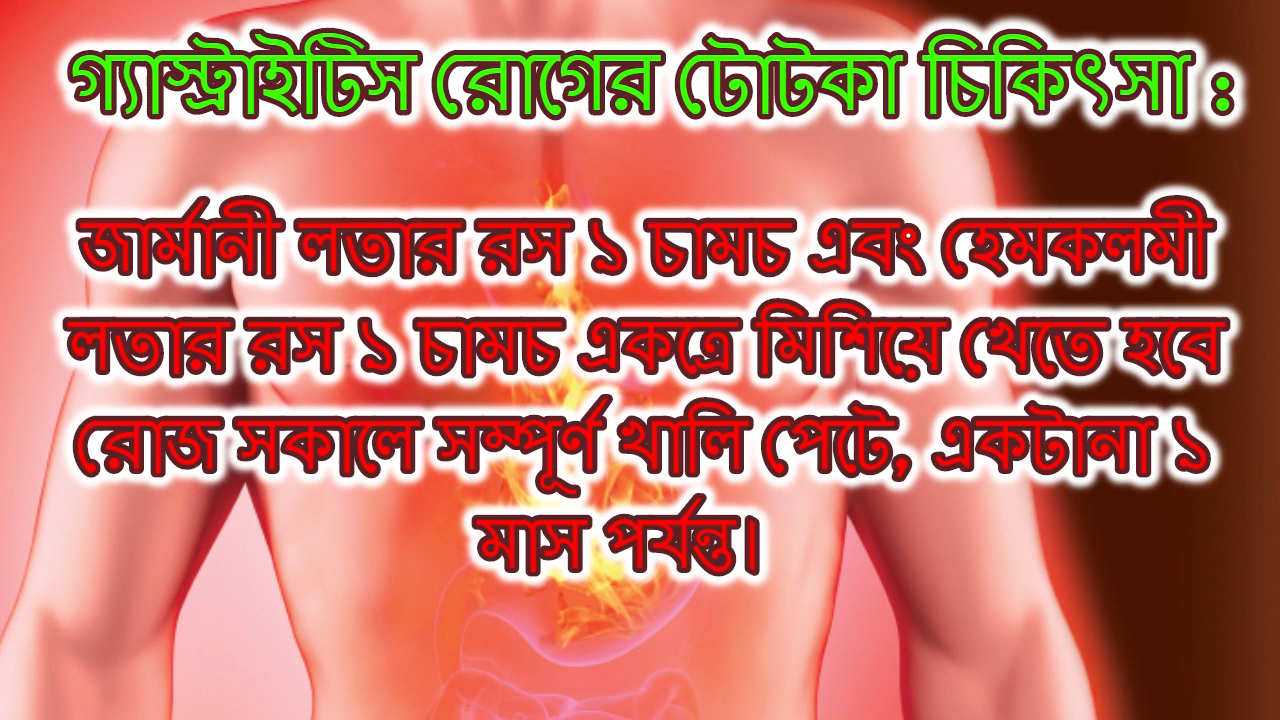 গ্যাস্ট্রাইটিস রোগের টোটকা চিকিৎসা :
জার্মানী লতার রস ১ চামচ এবং হেমকলমী
লতার রস ১ চামচ একত্রে মিশিয়ে খেতে হবে
রোজ সকালে সম্পূর্ণ খালি পেটে, একটানা ১
মাস পর্যন্ত।